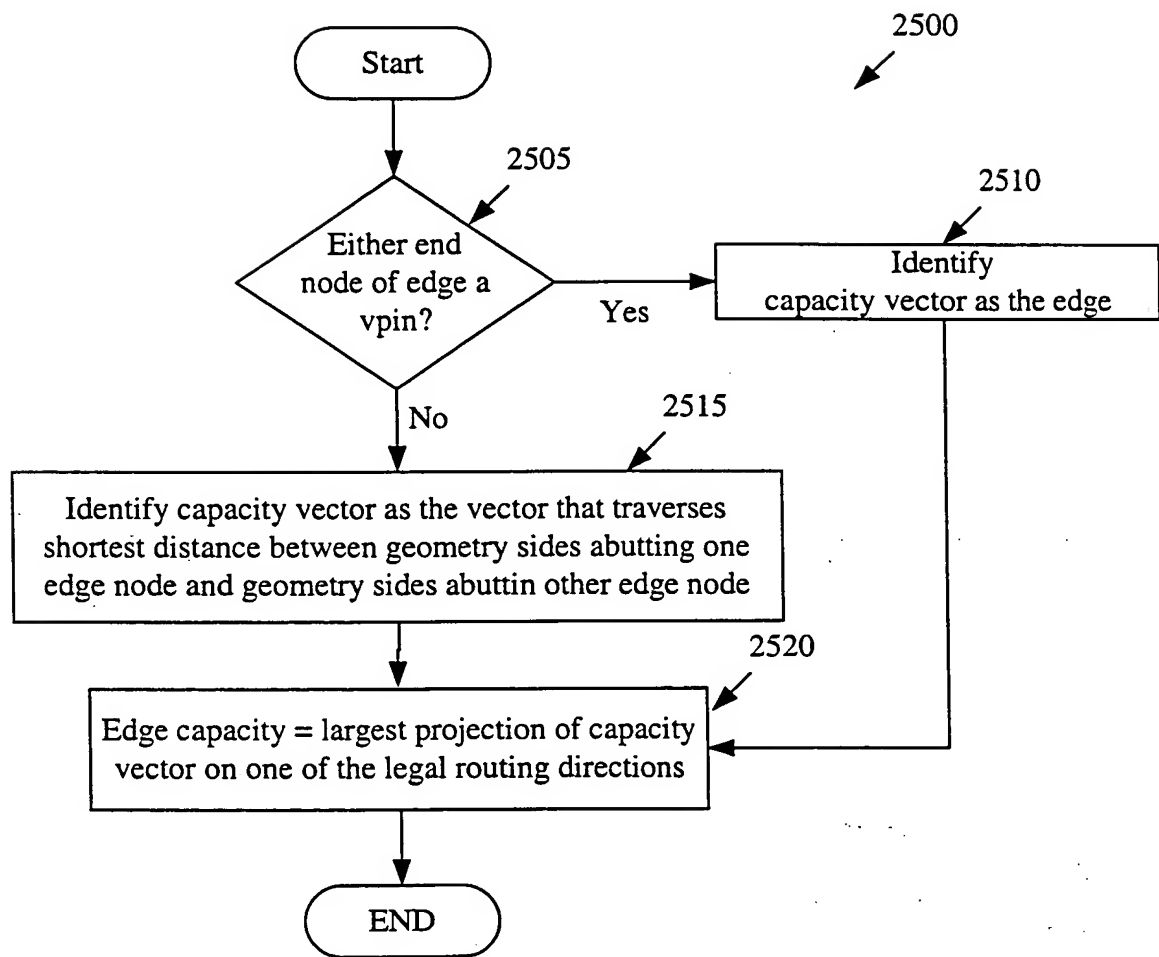 2500
Start
2505
Either end
node of edge a
vpin?
Yes
2510
Identify
capacity vector as the edge
No
2515
Identify capacity vector as the vector that traverses
shortest distance between geometry sides abutting one
edge node and geometry sides abuttin other edge node
2520
Edge capacity = largest projection of capacity
vector on one of the legal routing directions
END